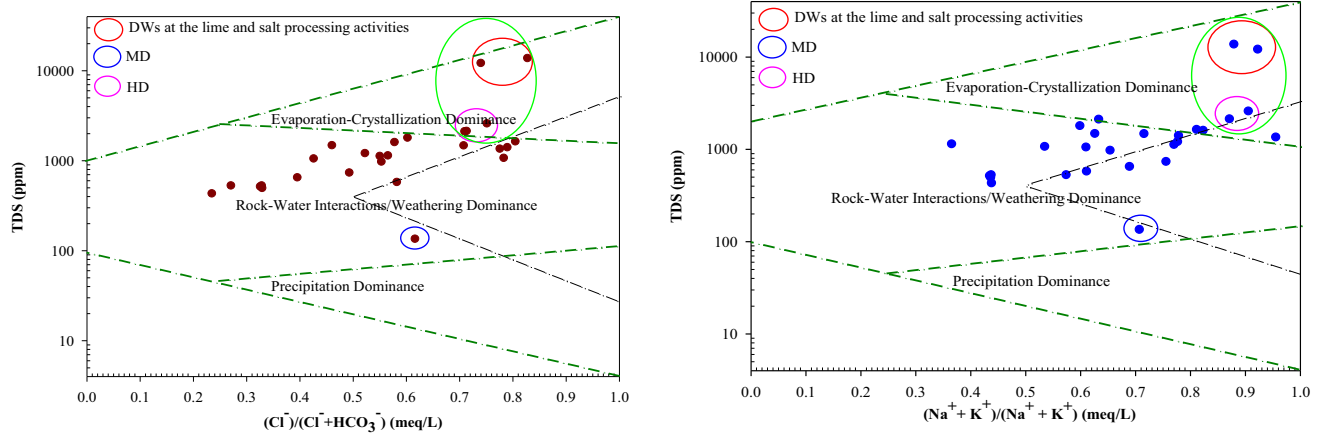 DWs at the lime and salt processing activities
MD
HD
10000
1000
100
10
TDS (ppm)
Evaporation-Crystallization Dominance
Rock-Water Interactions/Weathering Dominance
Precipitation Dominance
0.0 0.1 0.2 0.3 0.4 0.5 0.6 0.7 0.8 0.9 1.0
(Cl⁻)/(Cl⁻+HCO₃⁻) (meq/L)
DWs at the lime and salt processing activities
MD
HD
10000
1000
100
10
TDS (ppm)
Evaporation-Crystallization Dominance
Rock-Water Interactions/Weathering Dominance
Precipitation Dominance
0.0 0.1 0.2 0.3 0.4 0.5 0.6 0.7 0.8 0.9 1.0
(Na⁺+ K⁺)/(Na⁺ + K⁺) (meq/L)